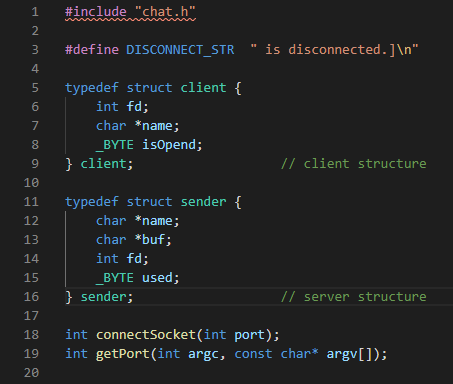 1 #include "chat.h"
2
3 #define DISCONNECT_STR " is disconnected.]\n"
4
5 typedef struct client {
6 int fd;
7 char *name;
8 _BYTE isOpend;
9 } client; // client structure
10
11 typedef struct sender {
12 char *name;
13 char *buf;
14 int fd;
15 _BYTE used;
16 } sender; // server structure
17
18 int connectSocket(int port);
19 int getPort(int argc, const char* argv[]);
20